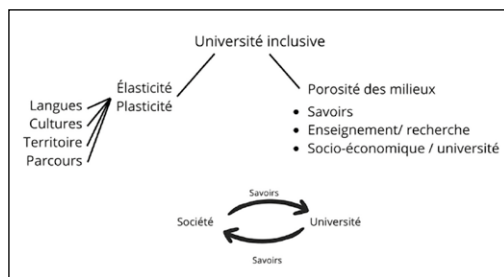 Université inclusive
Élasticité
Plasticité
Langues
Cultures
Territoire
Parcours
Porosité des milieux
• Savoirs
• Enseignement/ recherche
• Socio-économique / université
Savoirs
Société
Université
Savoirs